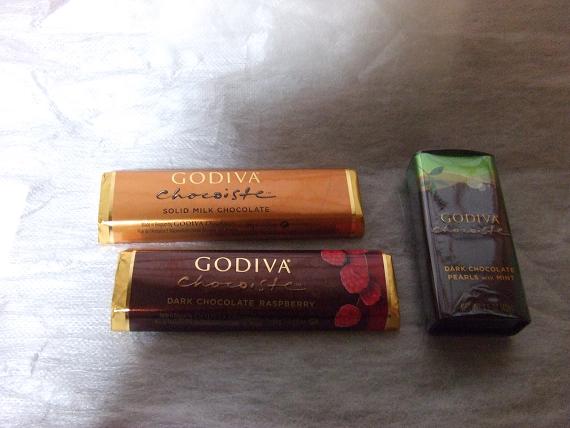 GODIVA
chocoiste
SOLID MILK CHOCOLATE
GODIVA
chocoiste
DARK CHOCOLATE RASPBERRY
GODIVA
chocoiste
DARK CHOCOLATE
PEARLS WITH MINT